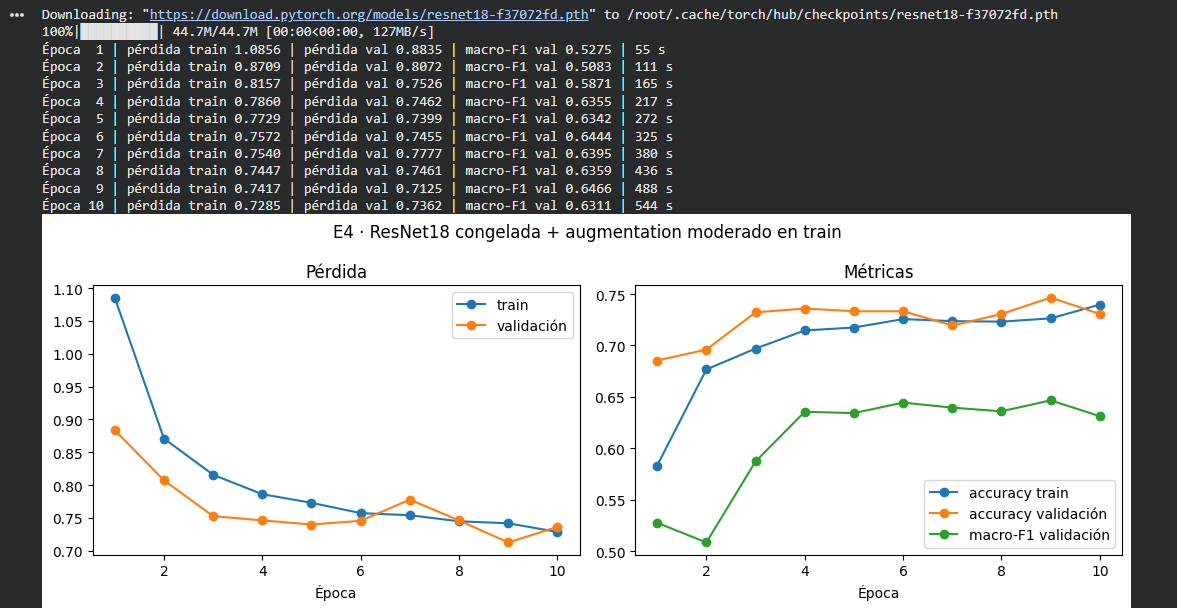 Downloading: "https://download.pytorch.org/models/resnet18-f37072fd.pth" to /root/.cache/torch/hub/checkpoints/resnet18-f37072fd.pth
100%|██████████| 44.7M/44.7M [00:00<00:00, 127MB/s]
Época  1 | pérdida train 1.0856 | pérdida val 0.8835 | macro-F1 val 0.5275 | 55 s
Época  2 | pérdida train 0.8709 | pérdida val 0.8072 | macro-F1 val 0.5083 | 111 s
Época  3 | pérdida train 0.8157 | pérdida val 0.7526 | macro-F1 val 0.5871 | 165 s
Época  4 | pérdida train 0.7860 | pérdida val 0.7462 | macro-F1 val 0.6355 | 217 s
Época  5 | pérdida train 0.7729 | pérdida val 0.7399 | macro-F1 val 0.6342 | 272 s
Época  6 | pérdida train 0.7572 | pérdida val 0.7455 | macro-F1 val 0.6444 | 325 s
Época  7 | pérdida train 0.7540 | pérdida val 0.7777 | macro-F1 val 0.6395 | 380 s
Época  8 | pérdida train 0.7447 | pérdida val 0.7461 | macro-F1 val 0.6359 | 436 s
Época  9 | pérdida train 0.7417 | pérdida val 0.7125 | macro-F1 val 0.6466 | 488 s
Época 10 | pérdida train 0.7285 | pérdida val 0.7362 | macro-F1 val 0.6311 | 544 s
E4 · ResNet18 congelada + augmentation moderado en train
Pérdida
1.10
1.05
1.00
0.95
0.90
0.85
0.80
0.75
0.70
train
validación
2 4 6 8 10
Época
Métricas
0.75
0.70
0.65
0.60
0.55
0.50
accuracy train
accuracy validación
macro-F1 validación
2 4 6 8 10
Época